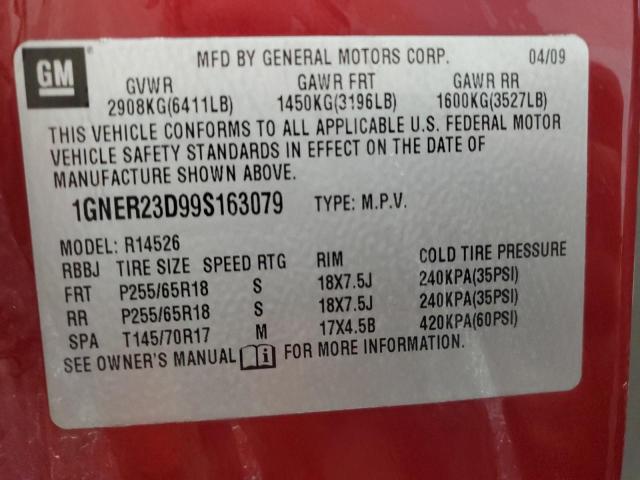 GM
MFD BY GENERAL MOTORS CORP. 04/09
GVWR GAWR FRT GAWR RR
2908KG(6411LB) 1450KG(3196LB) 1600KG(3527LB)
THIS VEHICLE CONFORMS TO ALL APPLICABLE U.S. FEDERAL MOTOR
VEHICLE SAFETY STANDARDS IN EFFECT ON THE DATE OF
MANUFACTURE SHOWN ABOVE.
1GNER23D99S163079 TYPE: M.P.V.
MODEL: R14526
RBBJ TIRE SIZE SPEED RTG RIM COLD TIRE PRESSURE
FRT P255/65R18 S 18X7.5J 240KPA(35PSI)
RR P255/65R18 S 18X7.5J 240KPA(35PSI)
SPA T145/70R17 M 17X4.5B 420KPA(60PSI)
SEE OWNER'S MANUAL i FOR MORE INFORMATION.